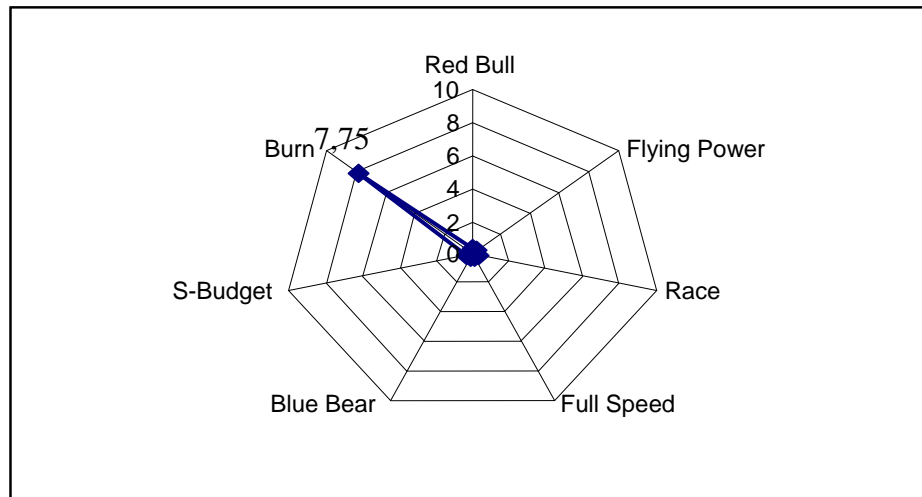 Red Bull
10
8
6
4
2
0
Burn 7,75
Flying Power
S-Budget
Race
Blue Bear
Full Speed